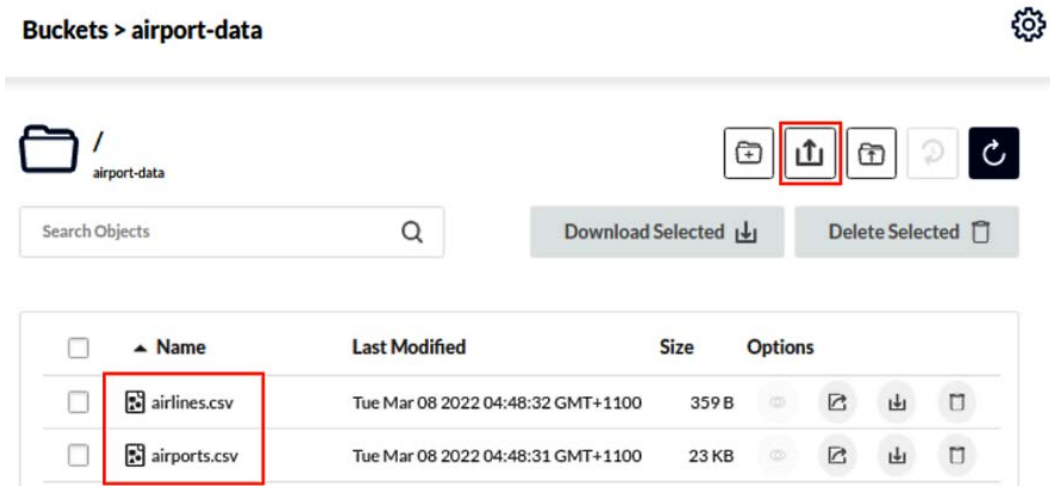 Buckets > airport-data
/
airport-data
Search Objects
Download Selected
Delete Selected
Name Last Modified Size Options
airlines.csv Tue Mar 08 2022 04:48:32 GMT+1100 359 B
airports.csv Tue Mar 08 2022 04:48:31 GMT+1100 23 KB